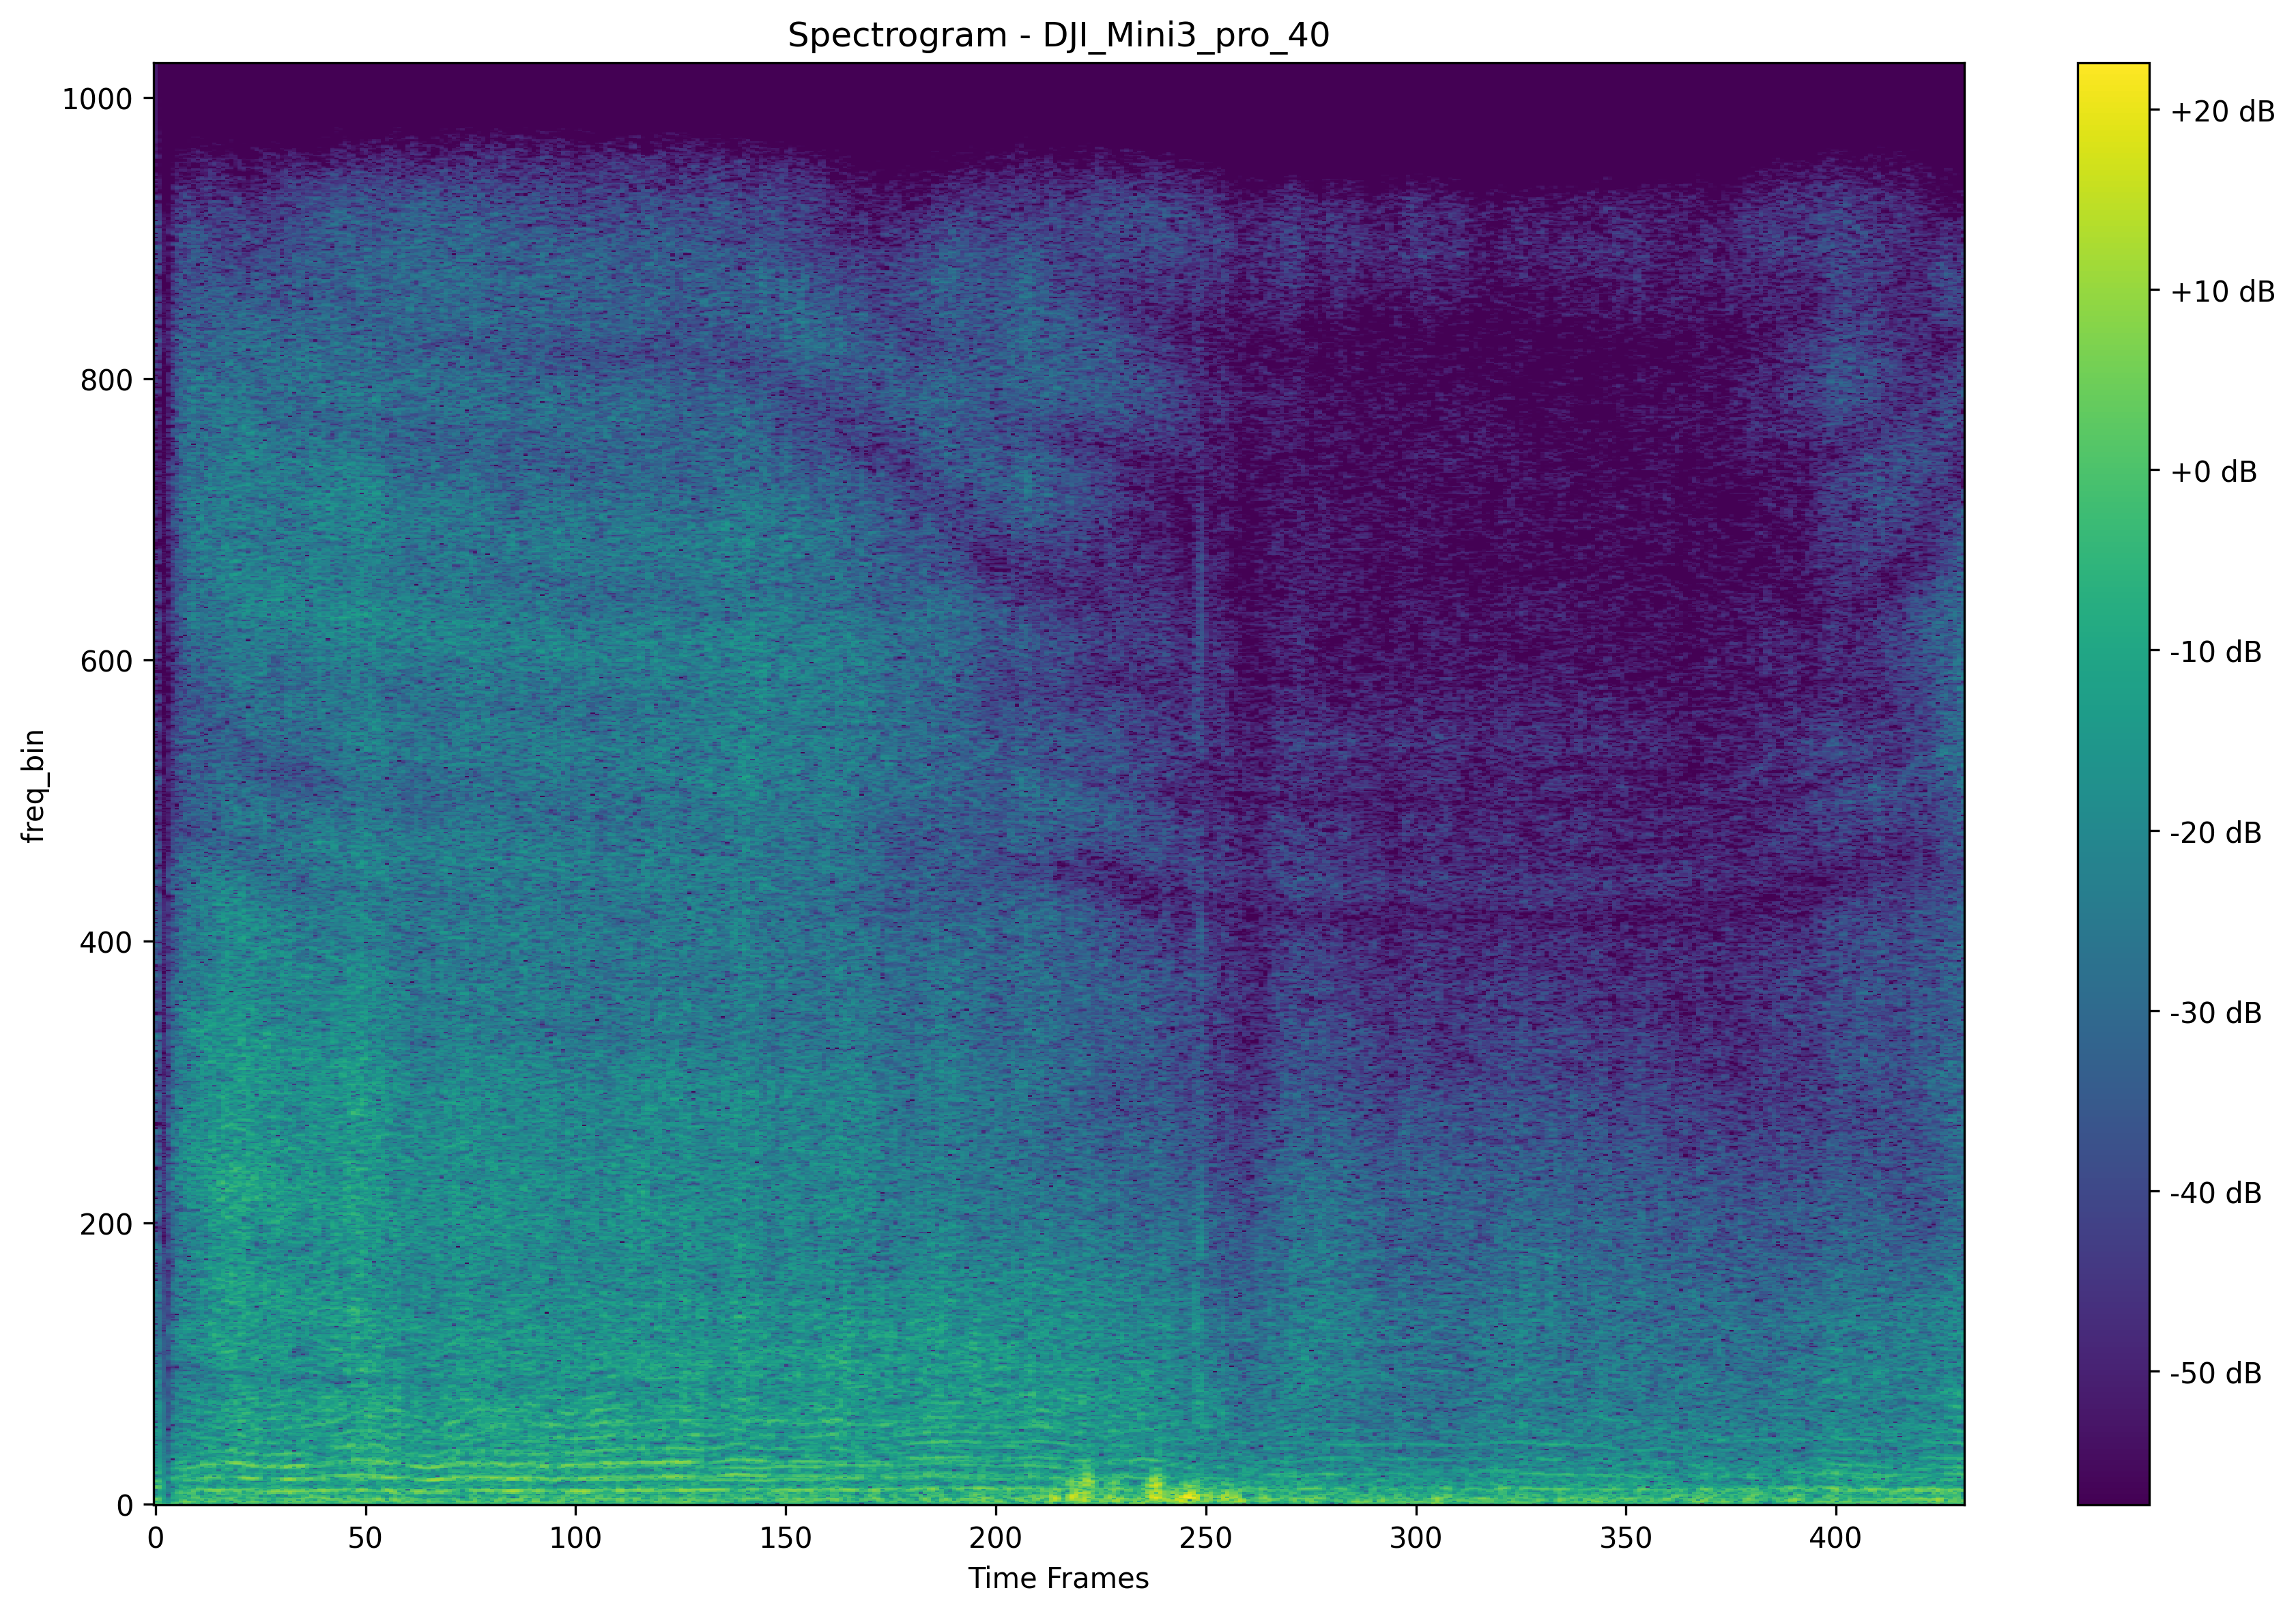 Spectrogram - DJI_Mini3_pro_40
1000
800
600
400
200
0
freq_bin
0 50 100 150 200 250 300 350 400
Time Frames
+20 dB
+10 dB
+0 dB
-10 dB
-20 dB
-30 dB
-40 dB
-50 dB